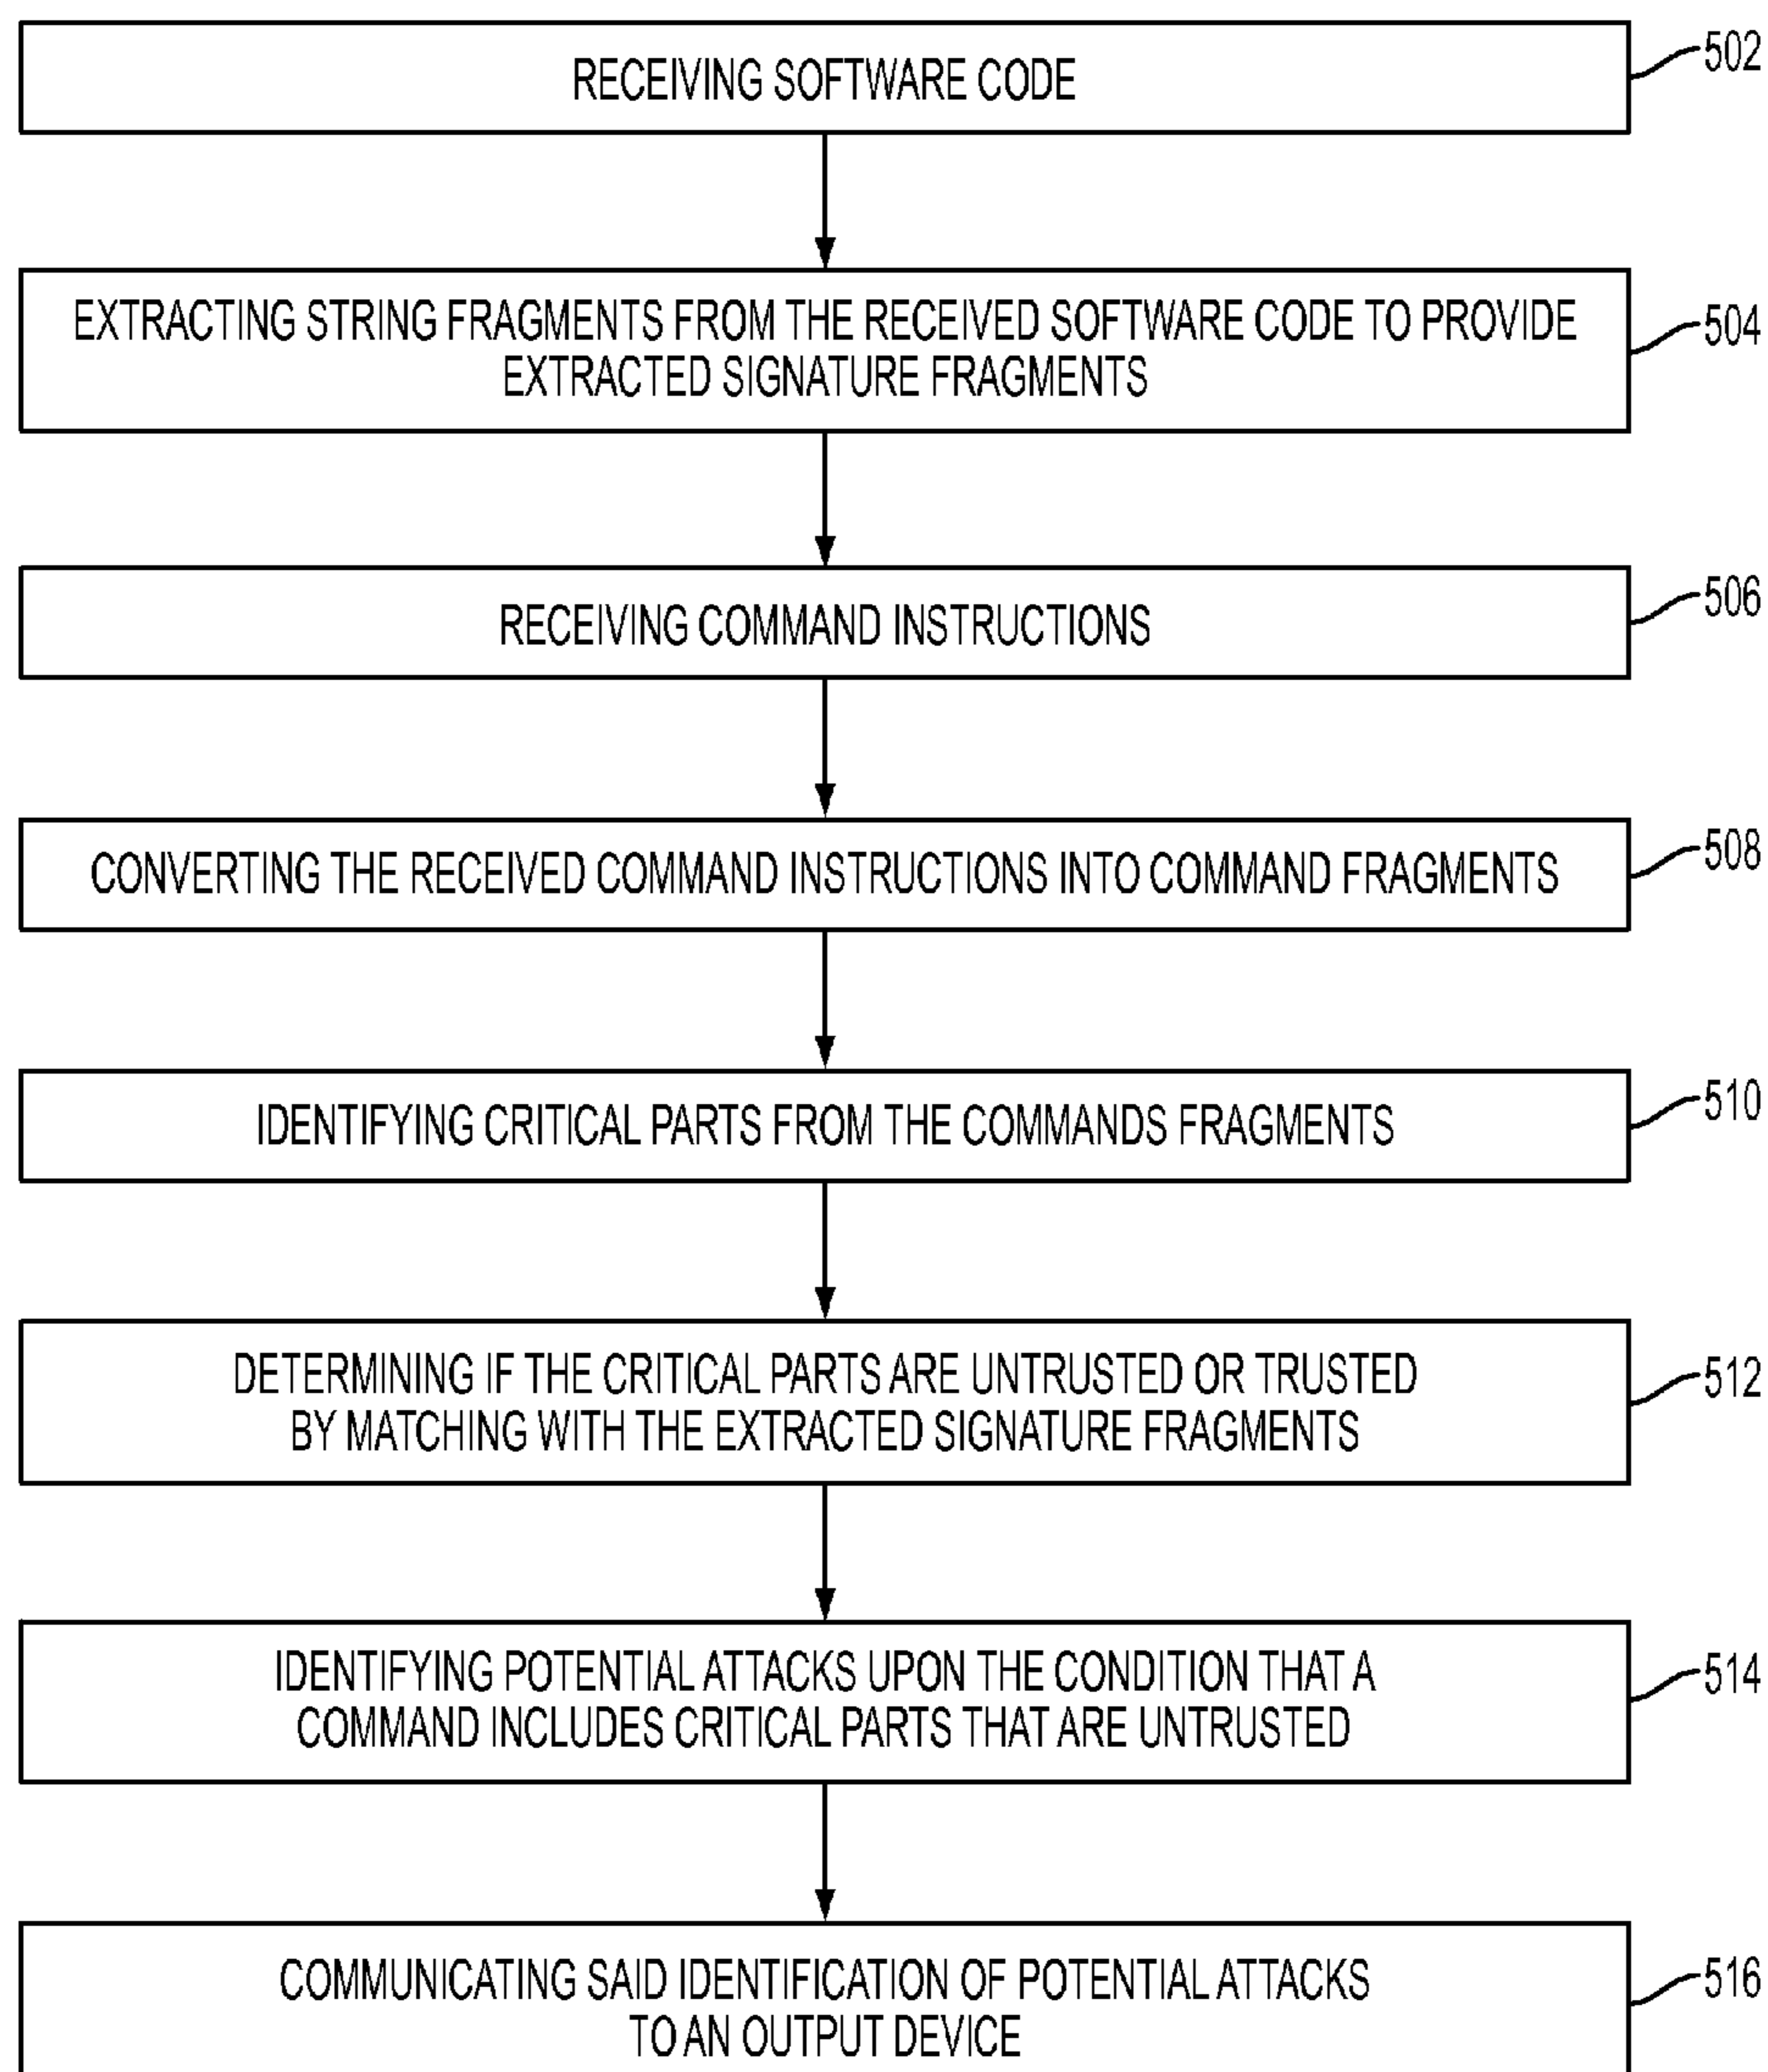 RECEIVING SOFTWARE CODE
502
EXTRACTING STRING FRAGMENTS FROM THE RECEIVED SOFTWARE CODE TO PROVIDE
EXTRACTED SIGNATURE FRAGMENTS
504
RECEIVING COMMAND INSTRUCTIONS
506
CONVERTING THE RECEIVED COMMAND INSTRUCTIONS INTO COMMAND FRAGMENTS
508
IDENTIFYING CRITICAL PARTS FROM THE COMMANDS FRAGMENTS
510
DETERMINING IF THE CRITICAL PARTS ARE UNTRUSTED OR TRUSTED
BY MATCHING WITH THE EXTRACTED SIGNATURE FRAGMENTS
512
IDENTIFYING POTENTIAL ATTACKS UPON THE CONDITION THAT A
COMMAND INCLUDES CRITICAL PARTS THAT ARE UNTRUSTED
514
COMMUNICATING SAID IDENTIFICATION OF POTENTIAL ATTACKS
TO AN OUTPUT DEVICE
516